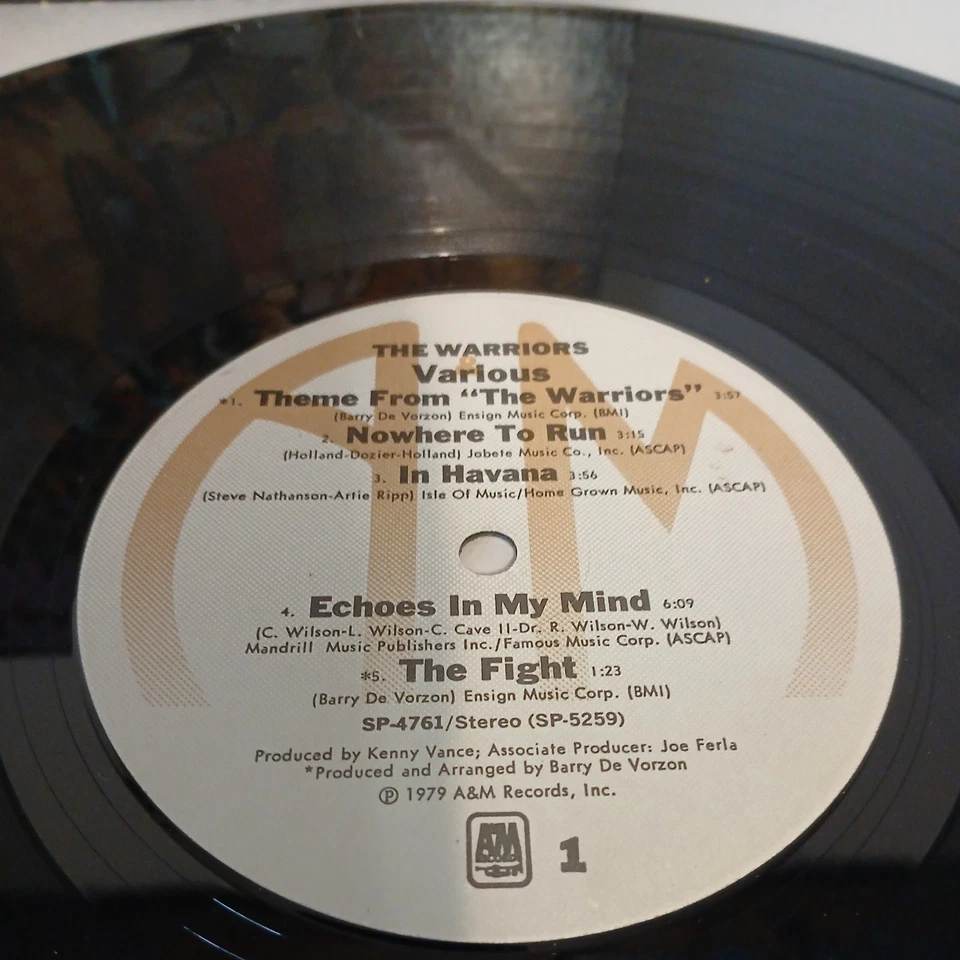 THE WARRIORS
Various
*1. Theme From “The Warriors” 3:57
(Barry De Vorzon) Ensign Music Corp. (BMI)
2. Nowhere To Run 3:15
(Holland-Dozier-Holland) Jobete Music Co., Inc. (ASCAP)
3. In Havana 3:56
(Steve Nathanson-Artie Ripp) Isle Of Music/Home Grown Music, Inc. (ASCAP)
4. Echoes In My Mind 6:09
(C. Wilson-L. Wilson-C. Cave II-Dr. R. Wilson-W. Wilson)
Mandrill Music Publishers Inc./Famous Music Corp. (ASCAP)
*5. The Fight 1:23
(Barry De Vorzon) Ensign Music Corp. (BMI)
SP-4761/Stereo (SP-5259)
Produced by Kenny Vance; Associate Producer: Joe Ferla
*Produced and Arranged by Barry De Vorzon
℗ 1979 A&M Records, Inc.
A&M 1